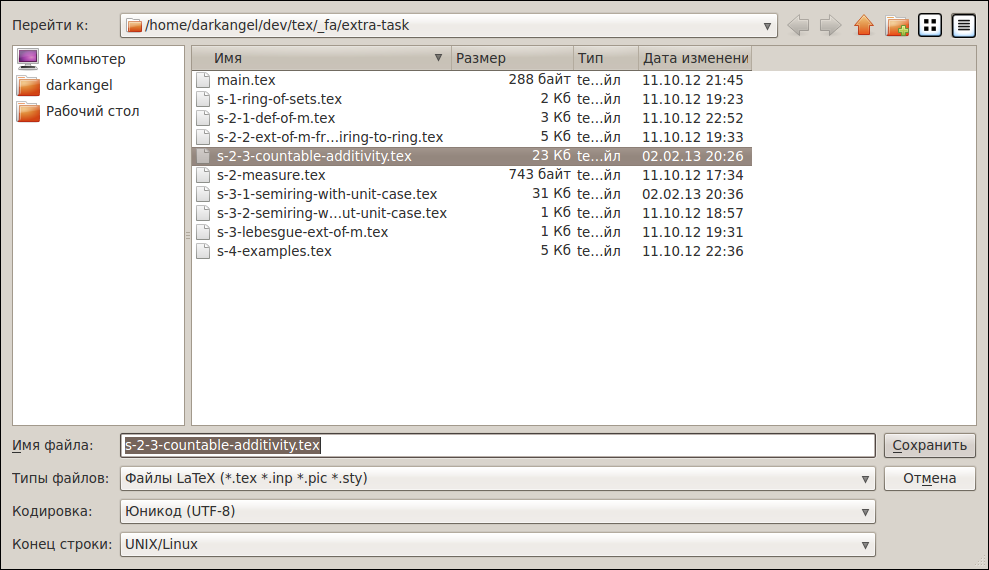 Перейти к: /home/darkangel/dev/tex/_fa/extra-task
Компьютер
darkangel
Рабочий стол
Имя Размер Тип Дата изменени
main.tex 288 байт te...йл 11.10.12 21:45
s-1-ring-of-sets.tex 2 Кб te...йл 11.10.12 19:23
s-2-1-def-of-m.tex 3 Кб te...йл 11.10.12 22:52
s-2-2-ext-of-m-fr...iring-to-ring.tex 5 Кб te...йл 11.10.12 19:33
s-2-3-countable-additivity.tex 23 Кб te...йл 02.02.13 20:26
s-2-measure.tex 743 байт te...йл 11.10.12 17:34
s-3-1-semiring-with-unit-case.tex 31 Кб te...йл 02.02.13 20:36
s-3-2-semiring-w...ut-unit-case.tex 1 Кб te...йл 11.10.12 18:57
s-3-lebesgue-ext-of-m.tex 1 Кб te...йл 11.10.12 19:31
s-4-examples.tex 5 Кб te...йл 11.10.12 22:36
Имя файла: s-2-3-countable-additivity.tex Сохранить
Типы файлов: Файлы LaTeX (*.tex *.inp *.pic *.sty) Отмена
Кодировка: Юникод (UTF-8)
Конец строки: UNIX/Linux